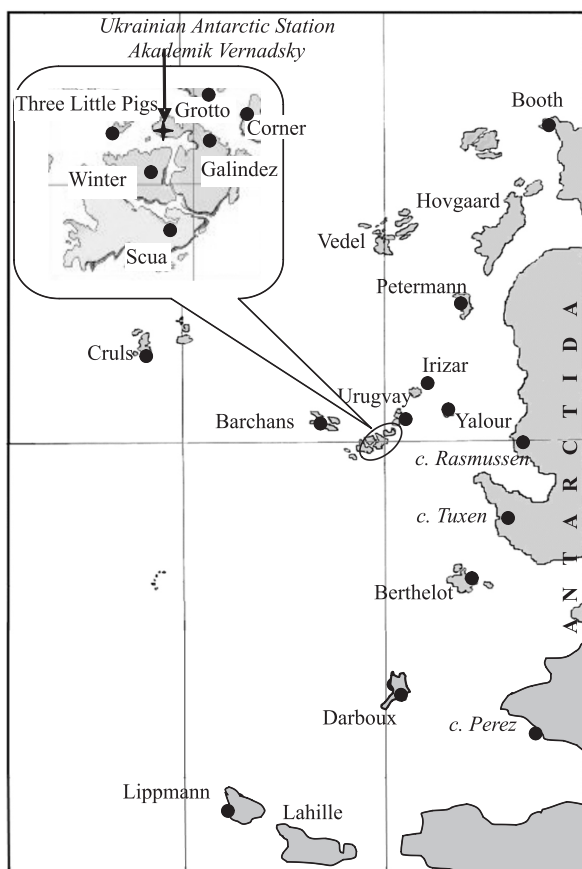 Ukrainian Antarctic Station
Akademik Vernadsky
Three Little Pigs
Grotto
Corner
Winter
Galindez
Scua
Booth
Hovgaard
Vedel
Petermann
Cruls
Irizar
Urugvay
Barchans
Yalour
c. Rasmussen
c. Tuxen
Berthelot
Darboux
c. Perez
Lippmann
Lahille
ANTARCTIDA